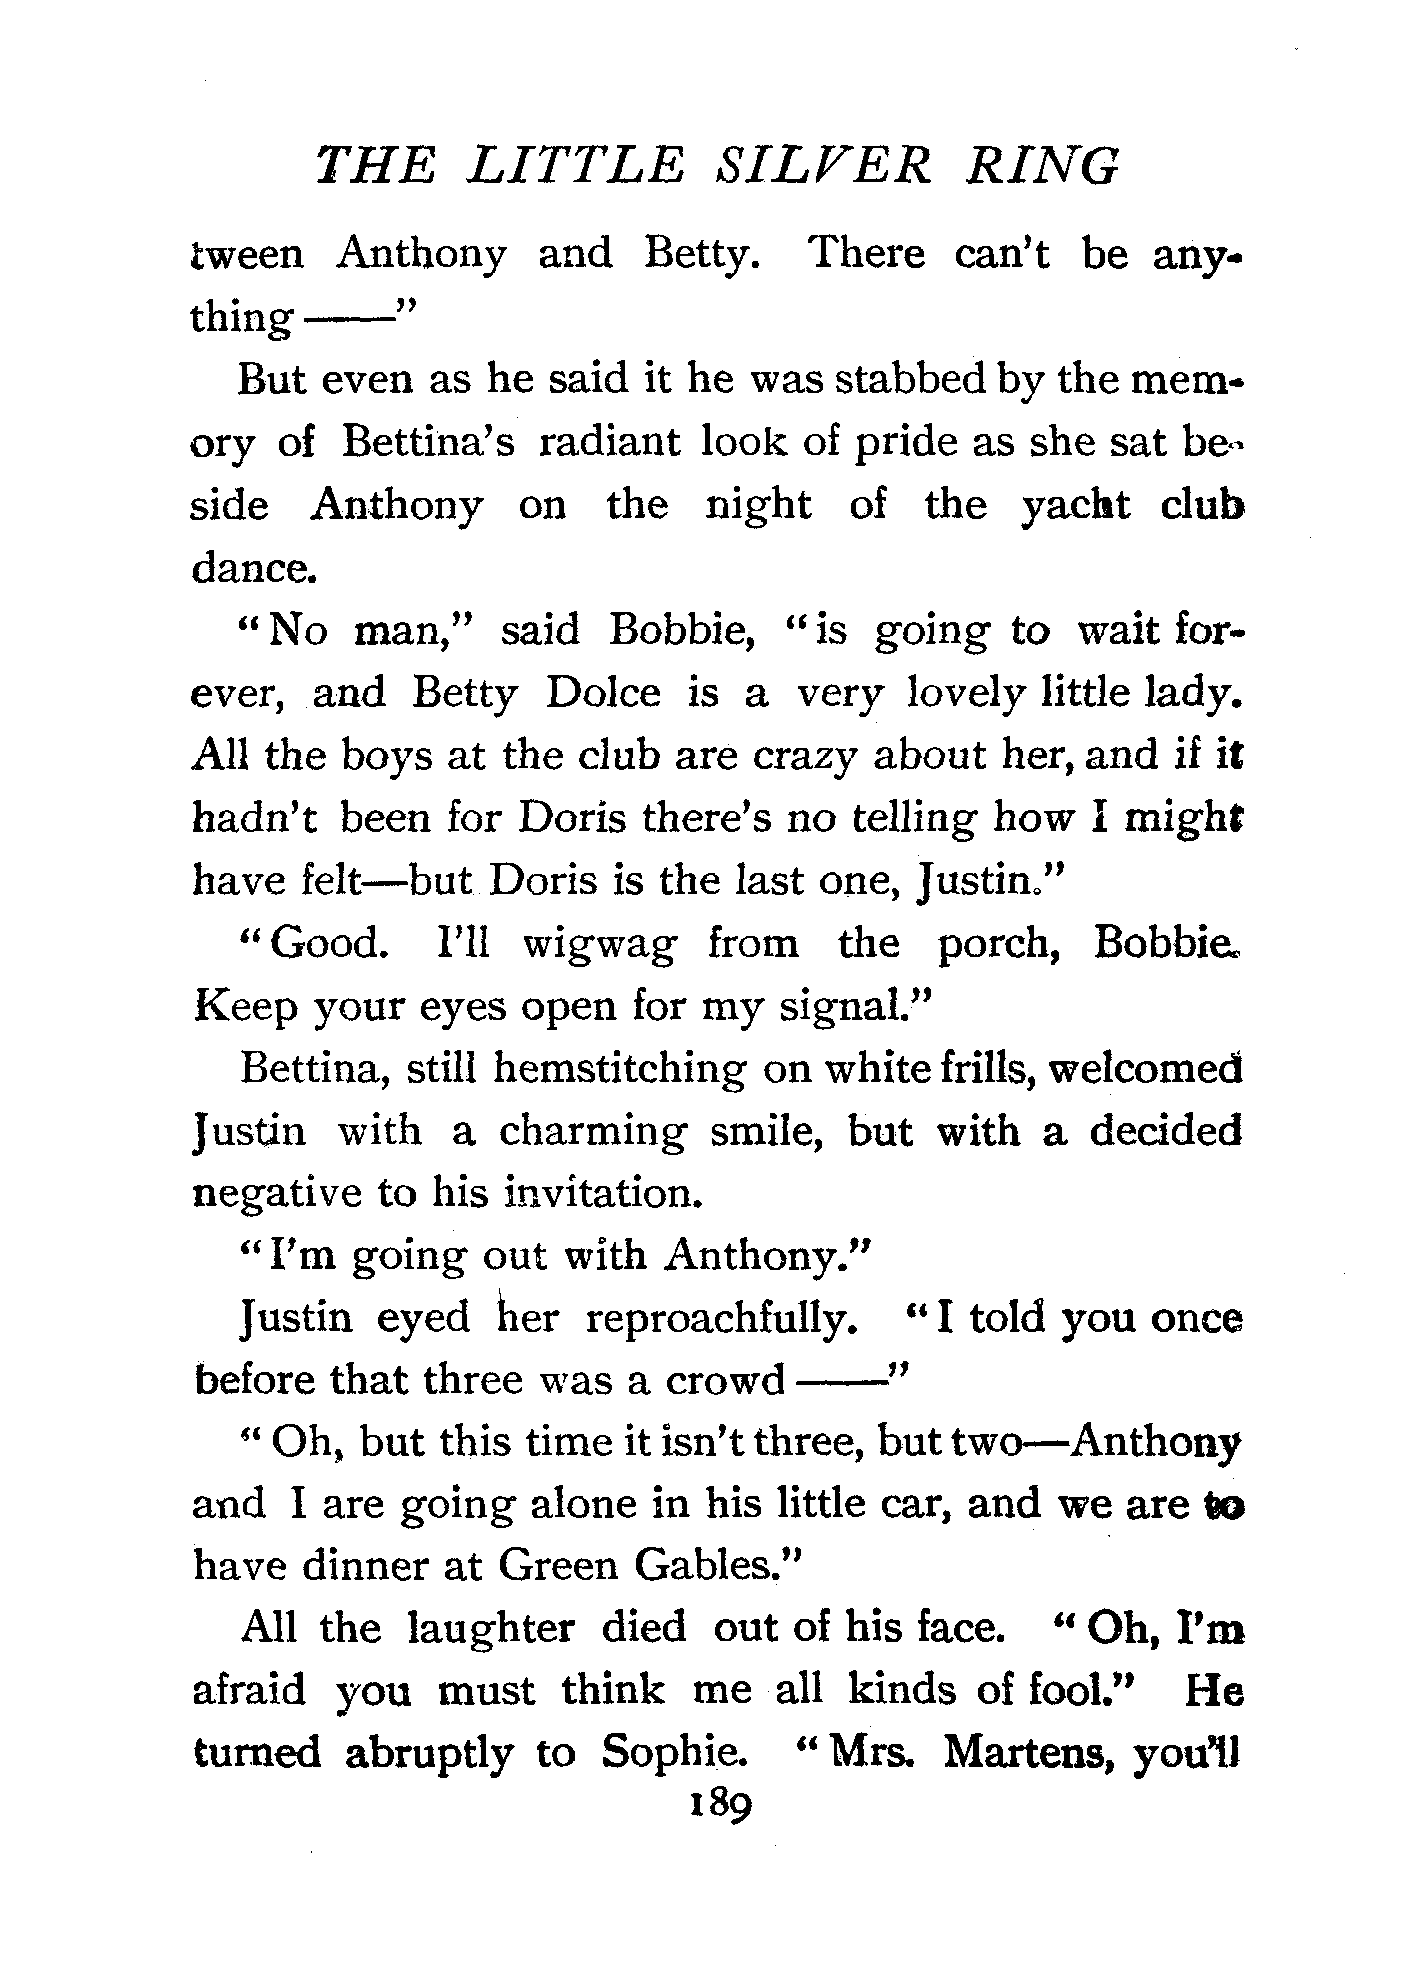 THE LITTLE SILVER RING
tween Anthony and Betty. There can't be any-
thing——"
But even as he said it he was stabbed by the mem-
ory of Bettina's radiant look of pride as she sat be-
side Anthony on the night of the yacht club
dance.
"No man," said Bobbie, "is going to wait for-
ever, and Betty Dolce is a very lovely little lady.
All the boys at the club are crazy about her, and if it
hadn't been for Doris there's no telling how I might
have felt—but Doris is the last one, Justin."
"Good. I'll wigwag from the porch, Bobbie.
Keep your eyes open for my signal."
Bettina, still hemstitching on white frills, welcomed
Justin with a charming smile, but with a decided
negative to his invitation.
"I'm going out with Anthony."
Justin eyed her reproachfully. "I told you once
before that three was a crowd——"
"Oh, but this time it isn't three, but two—Anthony
and I are going alone in his little car, and we are to
have dinner at Green Gables."
All the laughter died out of his face. "Oh, I'm
afraid you must think me all kinds of fool." He
turned abruptly to Sophie. "Mrs. Martens, you'll
189